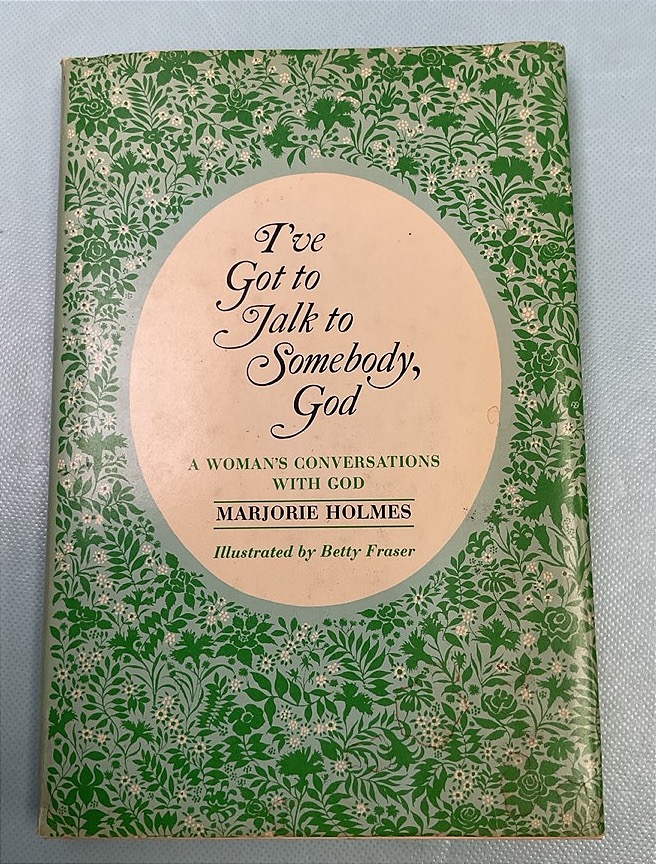 I've
Got to
Talk to
Somebody,
God
A WOMAN'S CONVERSATIONS
WITH GOD
MARJORIE HOLMES
Illustrated by Betty Fraser